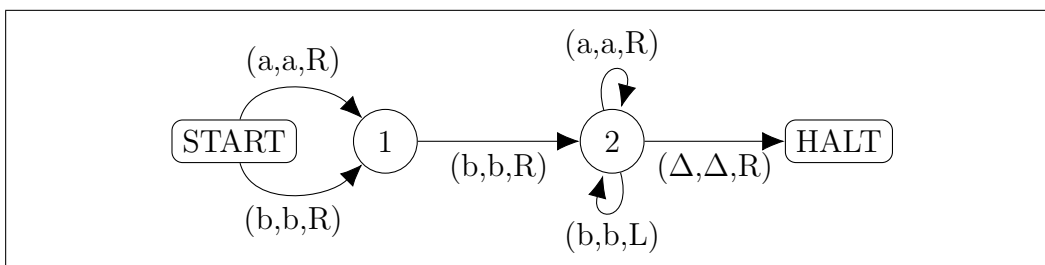 (a,a,R)
(a,a,R)
START
1
2
HALT
(b,b,R)
(Δ,Δ,R)
(b,b,R)
(b,b,L)